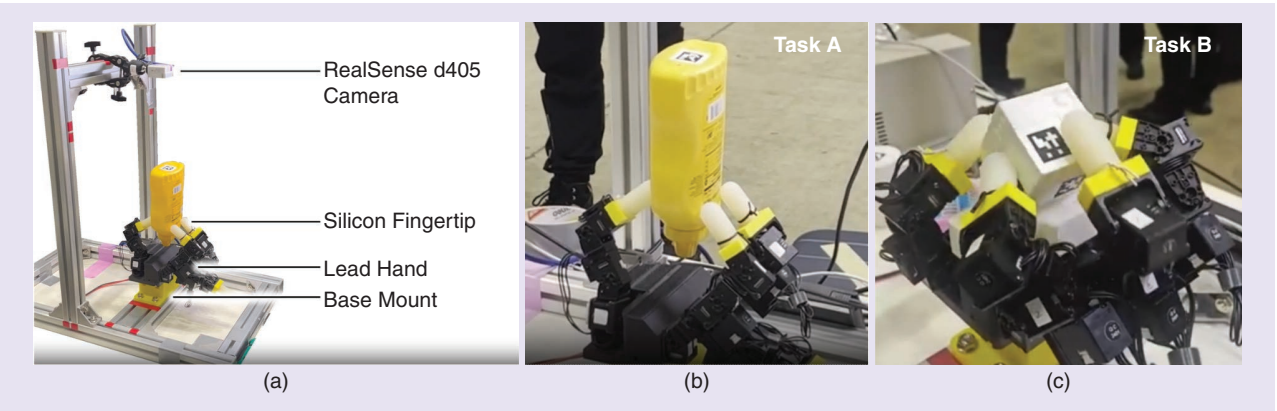 RealSense d405
Camera
Silicon Fingertip
Lead Hand
Base Mount
Task A
Task B
(a)
(b)
(c)